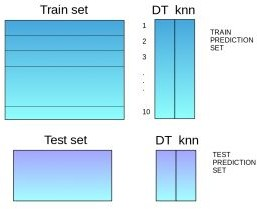 Train set
DT knn
1
2
3
.
.
.
10
TRAIN
PREDICTION
SET
Test set
DT knn
TEST
PREDICTION
SET